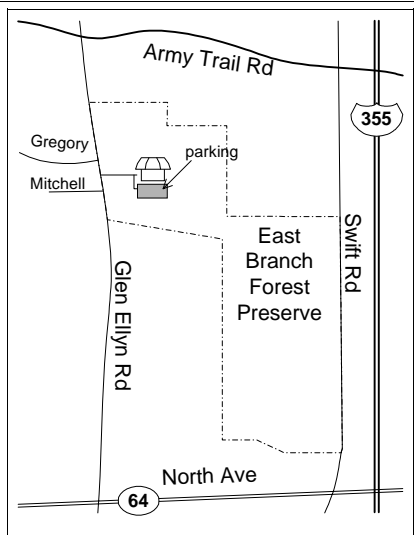 Army Trail Rd
355
Gregory
parking
Mitchell
East
Branch
Forest
Preserve
Swift Rd
Glen Ellyn Rd
North Ave
64